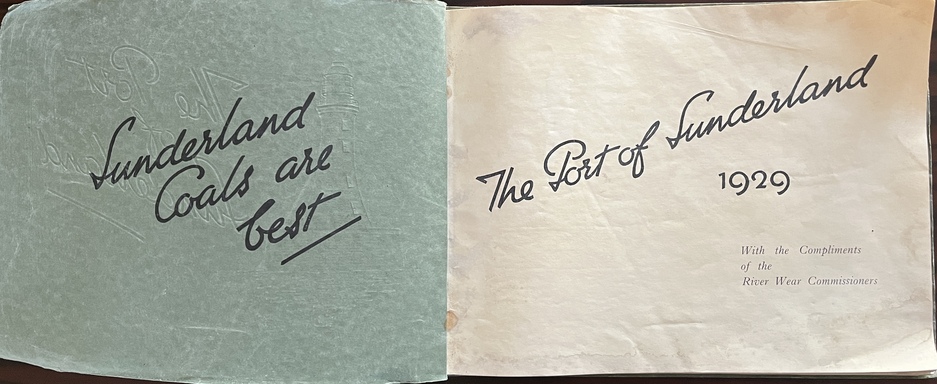 Sunderland
Coals are
best
The Port of Sunderland
1929
With the Compliments
of the
River Wear Commissioners